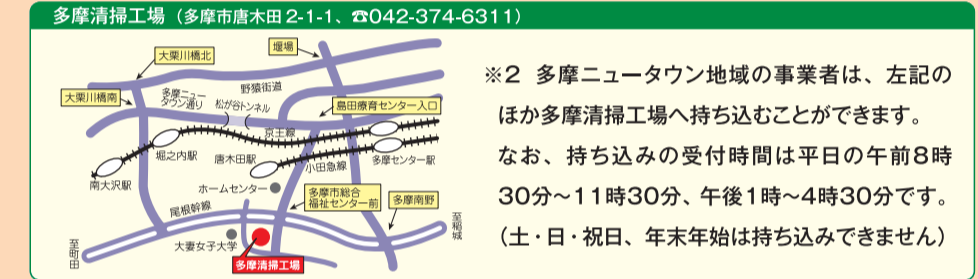 多摩清掃工場（多摩市唐木田2-1-1、☎042-374-6311）
大栗川橋北
堰場
大栗川橋南
多摩ニュー
タウン通り
野猿街道
松が谷トンネル
島田療育センター入口
京王線
堀之内駅
唐木田駅
小田急線
多摩センター駅
南大沢駅
ホームセンター
多摩市総合
福祉センター前
多摩南野
尾根幹線
至稲城
至町田
大妻女子大学
多摩清掃工場
※2 多摩ニュータウン地域の事業者は、左記の
ほか多摩清掃工場へ持ち込むことができます。
なお、持ち込みの受付時間は平日の午前8時
30分～11時30分、午後1時～4時30分です。
（土・日・祝日、年末年始は持ち込みできません）